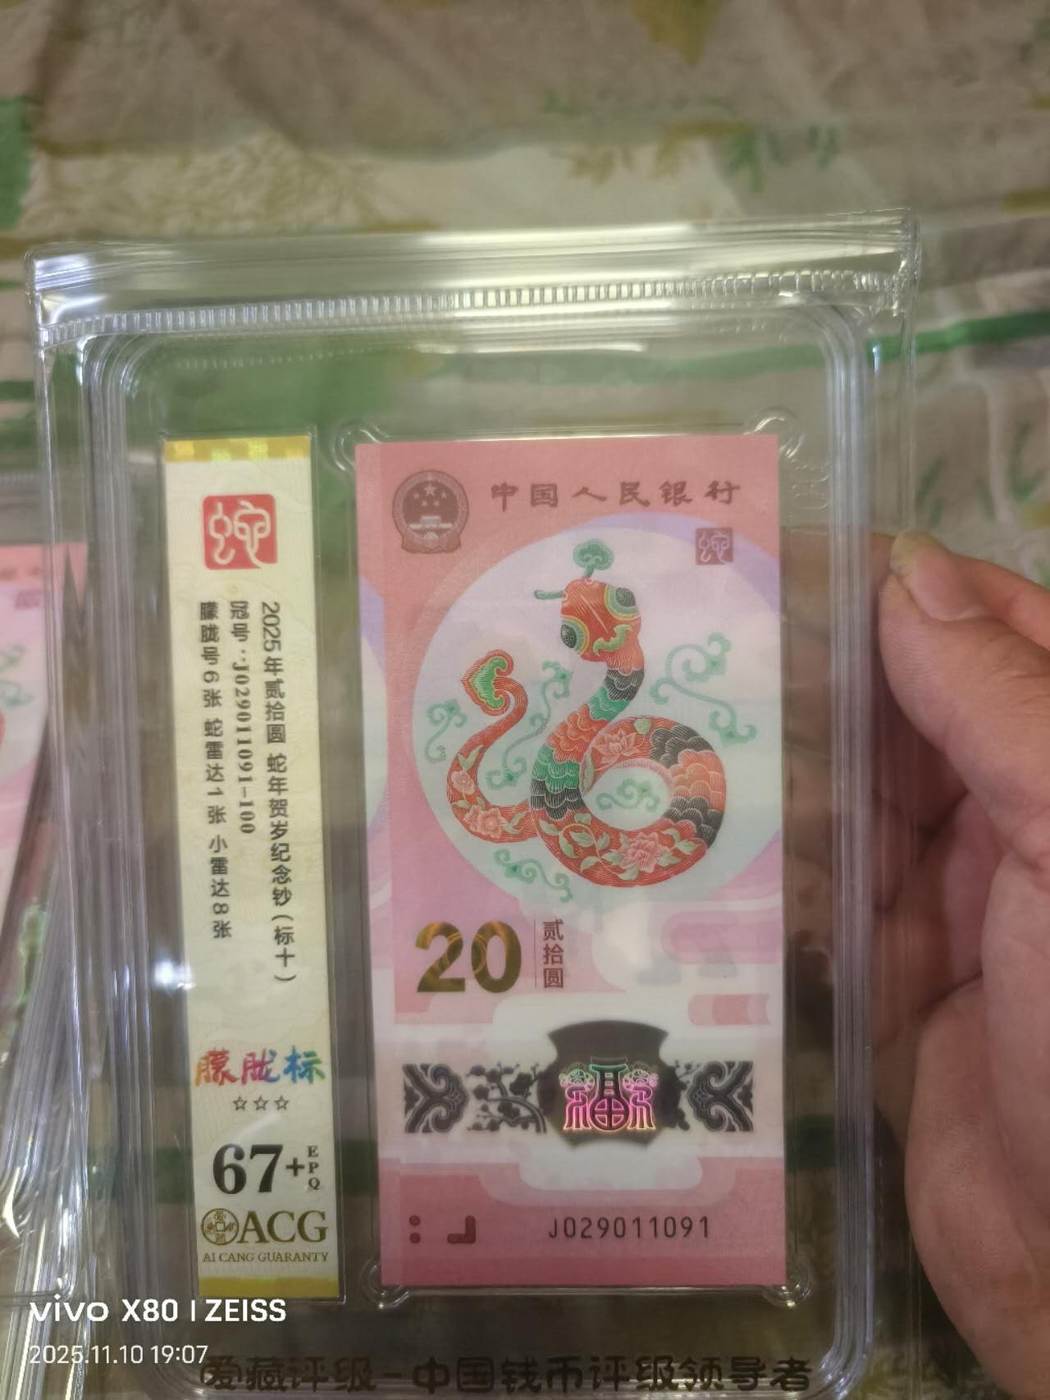 蛇
2025年贰拾圆 蛇年贺岁纪念钞(标十)
冠号:J029011091-100
朦胧号6张 蛇雷达1张 小雷达8张
朦胧标
☆☆☆
67+EPQ
ACG
AI CANG GUARANTY
中国人民银行
蛇
20 贰拾圆
福
J029011091
vivo X80 | ZEISS
2025.11.10 19:07
爱藏评级-中国钱币评级领导者